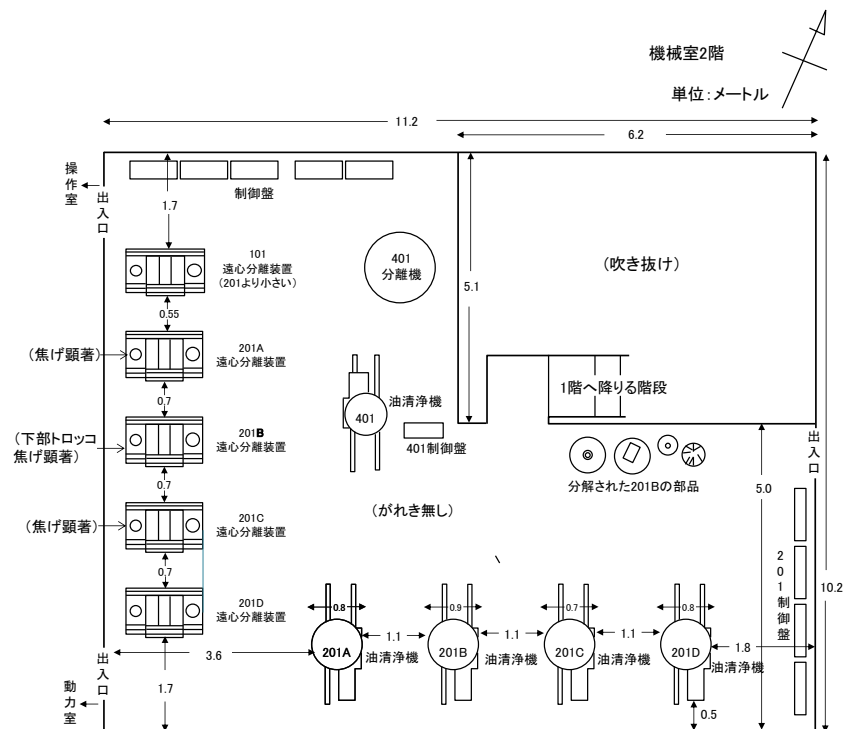 機械室2階
単位：メートル
11.2
6.2
操作室
出入口
1.7
制御盤
101
遠心分離装置
(201より小さい)
401
分離機
5.1
(吹き抜け)
0.55
(焦げ顕著)
201A
遠心分離装置
0.7
油清浄機
401
401制御盤
1階へ降りる階段
(下部トロッコ
焦げ顕著)
201B
遠心分離装置
0.7
分解された201Bの部品
出入口
5.0
(焦げ顕著)
201C
遠心分離装置
0.7
(がれき無し)
201制御盤
10.2
201D
遠心分離装置
0.8
0.9
0.7
0.8
1.1
1.1
1.1
1.8
201A
油清浄機
201B
油清浄機
201C
油清浄機
201D
油清浄機
出入口
3.6
動力室
1.7
0.5